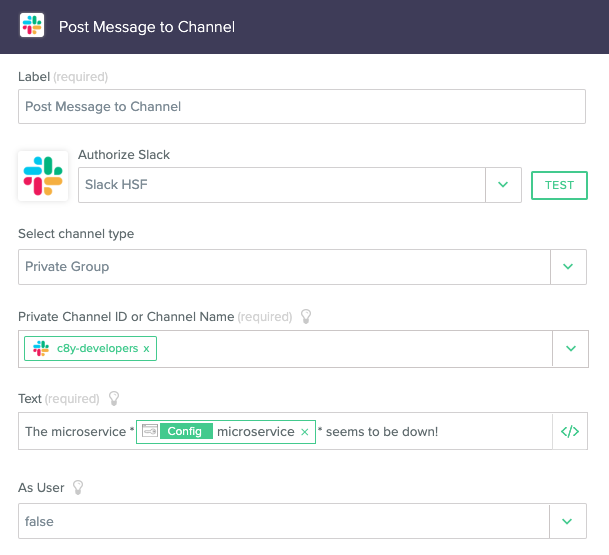 Post Message to Channel
Label (required)
Post Message to Channel
Authorize Slack
Slack HSF
TEST
Select channel type
Private Group
Private Channel ID or Channel Name (required)
c8y-developers x
Text (required)
The microservice * Config microservice × * seems to be down! </>
As User
false